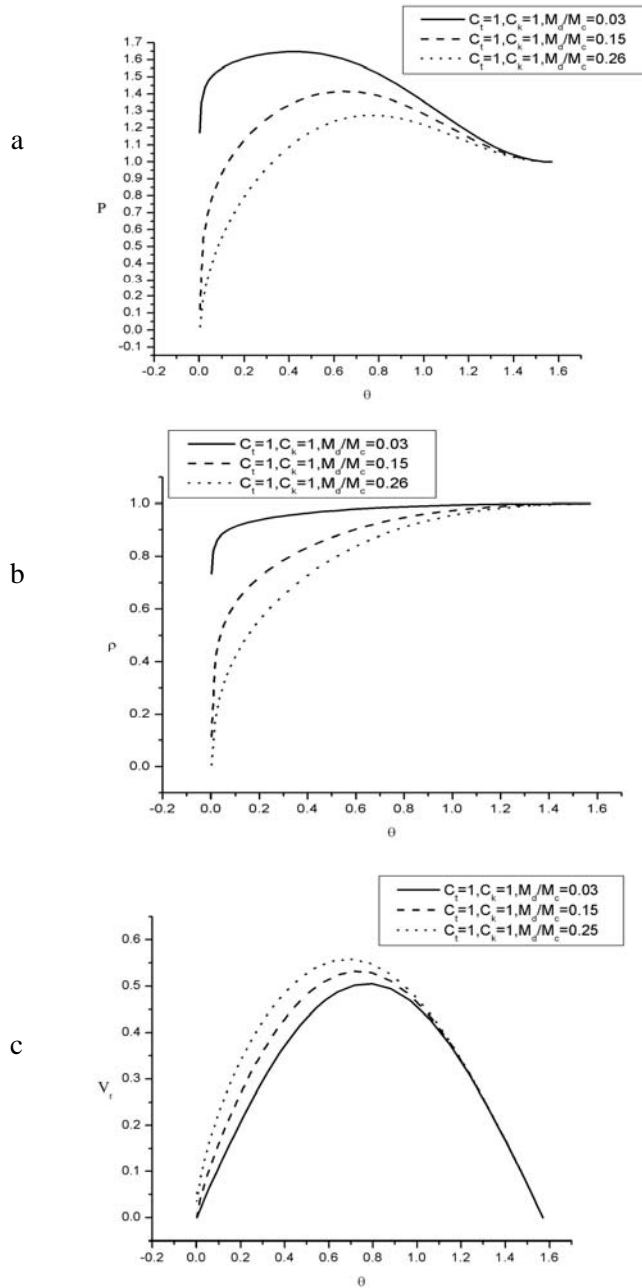 C_t=1,C_k=1,M_d/M_c=0.03
C_t=1,C_k=1,M_d/M_c=0.15
C_t=1,C_k=1,M_d/M_c=0.26
a
1.7
1.6
1.5
1.4
1.3
1.2
1.1
1.0
0.9
0.8
0.7
0.6
0.5
0.4
0.3
0.2
0.1
0.0
-0.1
P
-0.2 0.0 0.2 0.4 0.6 0.8 1.0 1.2 1.4 1.6
θ
C_t=1,C_k=1,M_d/M_c=0.03
C_t=1,C_k=1,M_d/M_c=0.15
C_t=1,C_k=1,M_d/M_c=0.26
b
1.0
0.8
0.6
0.4
0.2
0.0
ρ
-0.2 0.0 0.2 0.4 0.6 0.8 1.0 1.2 1.4 1.6
θ
C_t=1,C_k=1,M_d/M_c=0.03
C_t=1,C_k=1,M_d/M_c=0.15
C_t=1,C_k=1,M_d/M_c=0.25
c
0.6
0.5
0.4
0.3
0.2
0.1
0.0
V_r
-0.2 0.0 0.2 0.4 0.6 0.8 1.0 1.2 1.4 1.6
θ